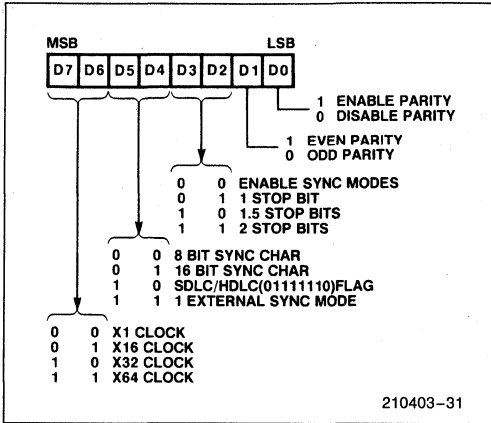 MSB LSB
D7 D6 D5 D4 D3 D2 D1 D0
1 ENABLE PARITY
0 DISABLE PARITY
1 EVEN PARITY
0 ODD PARITY
0 0 ENABLE SYNC MODES
0 1 1 STOP BIT
1 0 1.5 STOP BITS
1 1 2 STOP BITS
0 0 8 BIT SYNC CHAR
0 1 16 BIT SYNC CHAR
1 0 SDLC/HDLC(01111110)FLAG
1 1 1 EXTERNAL SYNC MODE
0 0 X1 CLOCK
0 1 X16 CLOCK
1 0 X32 CLOCK
1 1 X64 CLOCK
210403-31